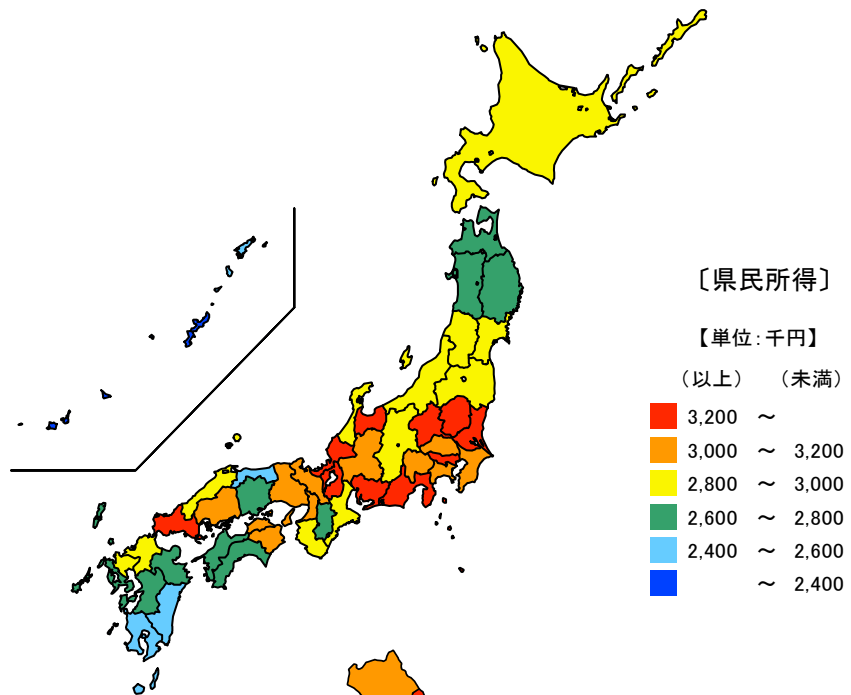 〔県民所得〕
【単位:千円】
（以上） （未満）
3,200 ～
3,000 ～ 3,200
2,800 ～ 3,000
2,600 ～ 2,800
2,400 ～ 2,600
～ 2,400